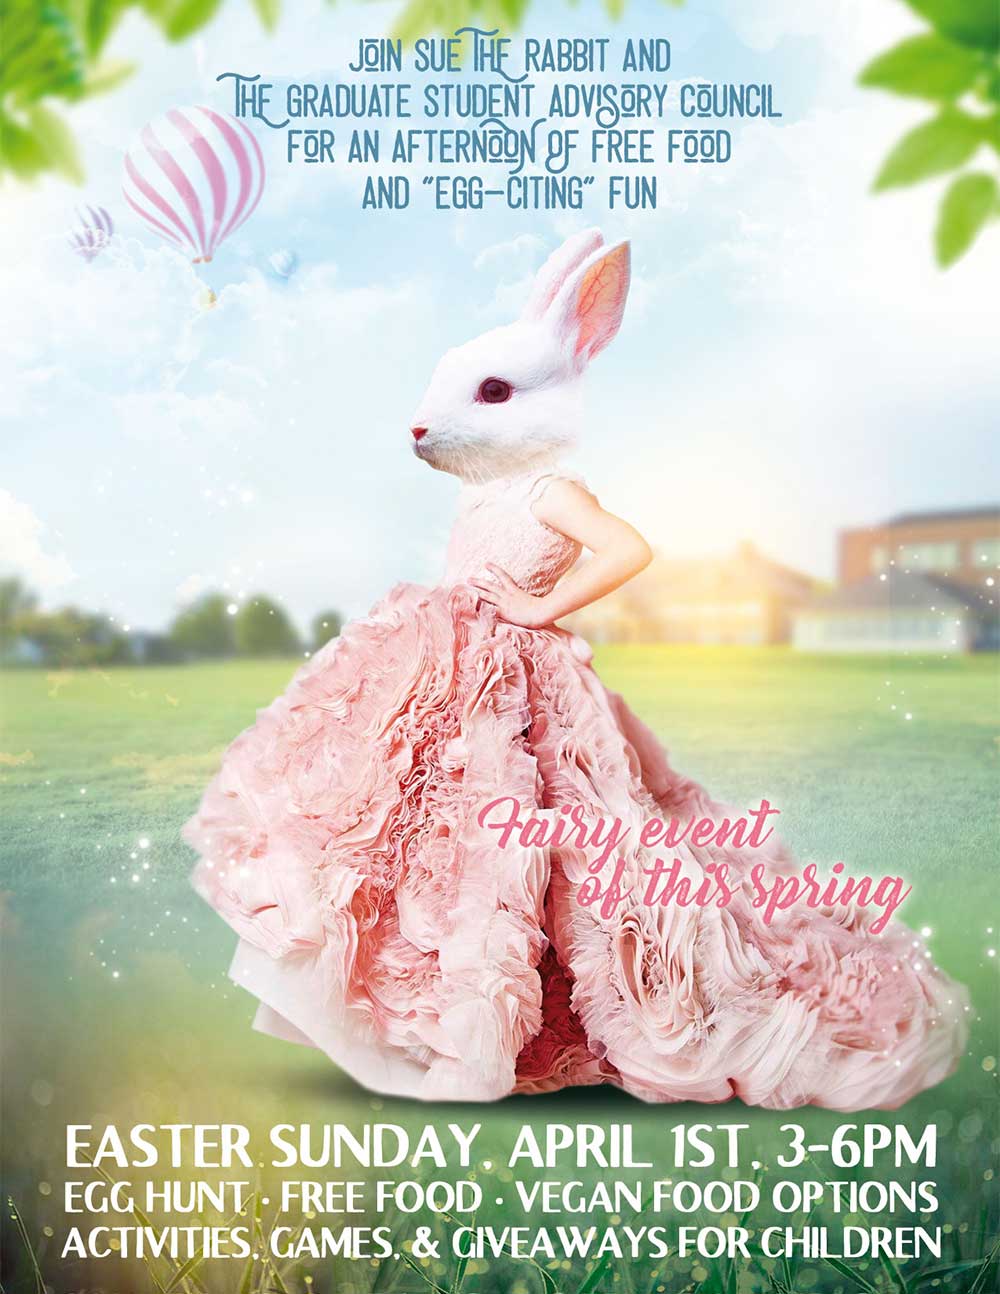 JOIN SUE THE RABBIT AND
THE GRADUATE STUDENT ADVISORY COUNCIL
FOR AN AFTERNOON OF FREE FOOD
AND "EGG-CITING" FUN
Fairy event
of this spring
EASTER SUNDAY, APRIL 1ST, 3-6PM
EGG HUNT · FREE FOOD · VEGAN FOOD OPTIONS
ACTIVITIES, GAMES, & GIVEAWAYS FOR CHILDREN